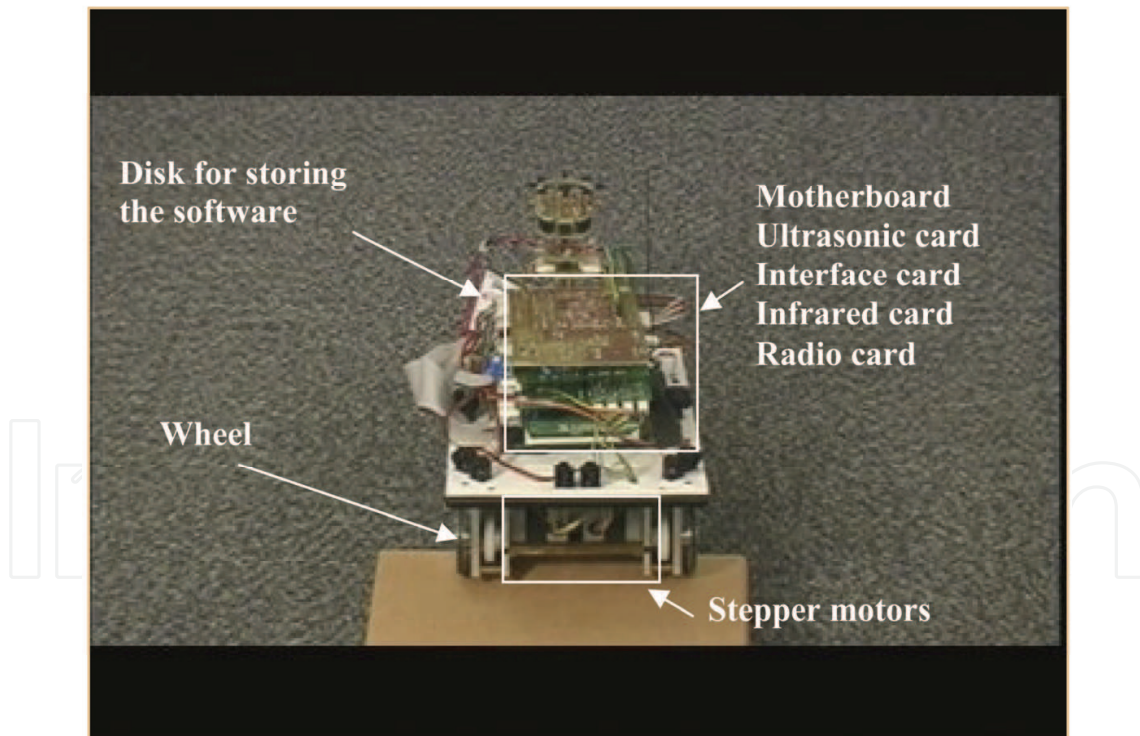 Disk for storing
the software
Motherboard
Ultrasonic card
Interface card
Infrared card
Radio card
Wheel
Stepper motors